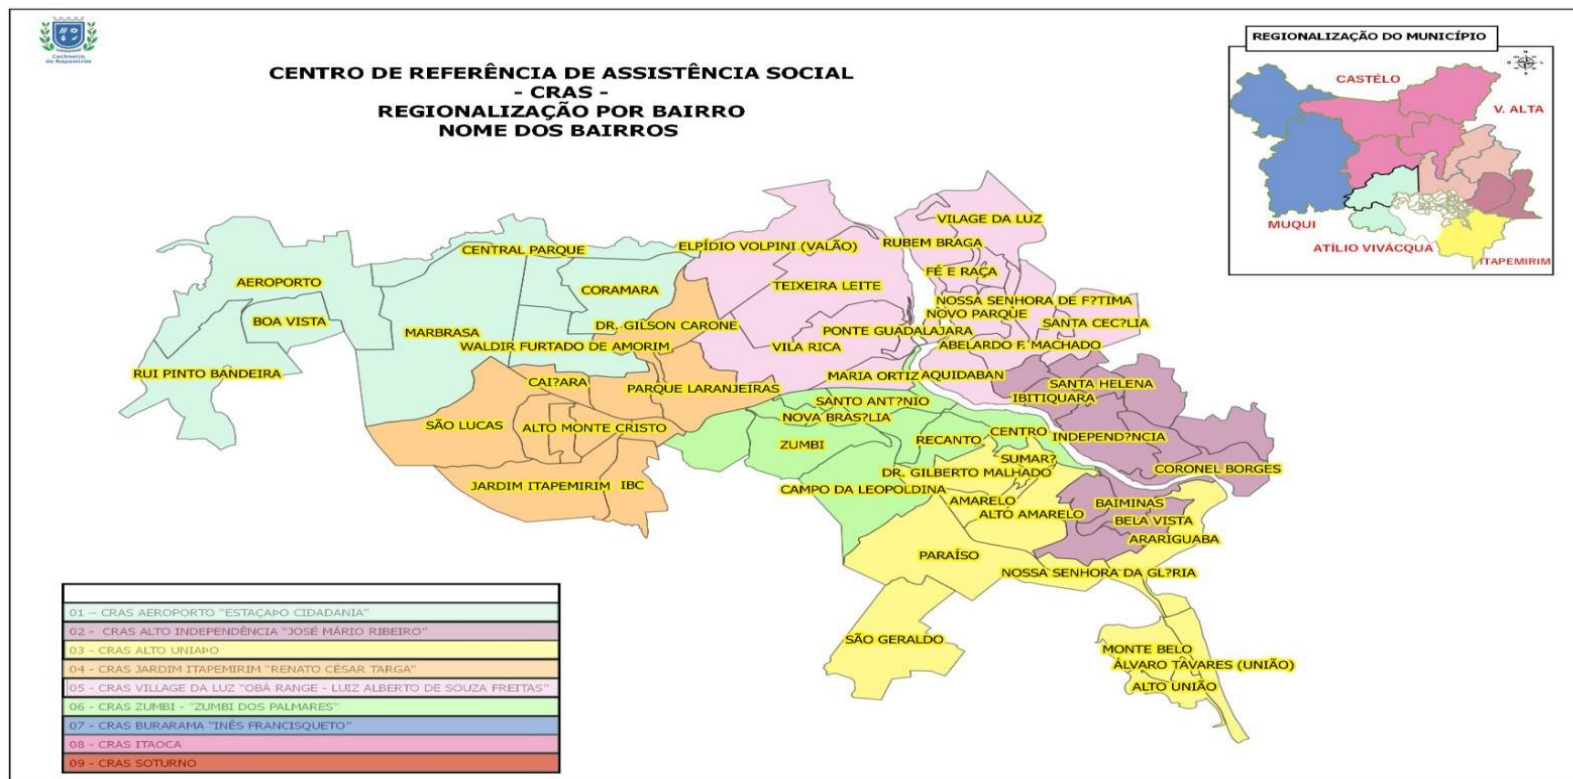 Cachoeiro
de Itapemirim
CENTRO DE REFERÊNCIA DE ASSISTÊNCIA SOCIAL
- CRAS -
REGIONALIZAÇÃO POR BAIRRO
NOME DOS BAIRROS
REGIONALIZAÇÃO DO MUNICÍPIO
CASTÉLO
V. ALTA
MUQUI
ATÍLIO VIVÁCQUA
ITAPEMIRIM
VILAGE DA LUZ
CENTRAL PARQUE
ELPÍDIO VOLPINI (VALÃO)
RUBEM BRAGA
FÉ E RAÇA
AEROPORTO
CORAMARA
TEIXEIRA LEITE
NOSSA SENHORA DE F?TIMA
NOVO PARQUE
BOA VISTA
MARBRASA
DR. GILSON CARONE
PONTE GUADALAJARA
SANTA CEC?LIA
WALDIR FURTADO DE AMORIM
VILA RICA
ABELARDO F. MACHADO
RUI PINTO BANDEIRA
CAI?ARA
PARQUE LARANJEIRAS
MARIA ORTIZ
AQUIDABAN
SANTA HELENA
SANTO ANT?NIO
IBITIQUARA
SÃO LUCAS
ALTO MONTE CRISTO
NOVA BRAS?LIA
ZUMBI
RECANTO
CENTRO
INDEPEND?NCIA
SUMAR?
DR. GILBERTO MALHADO
CORONEL BORGES
JARDIM ITAPEMIRIM
IBC
CAMPO DA LEOPOLDINA
AMARELO
ALTO AMARELO
BAIMINAS
BELA VISTA
ARARIGUABA
PARAÍSO
NOSSA SENHORA DA GL?RIA
SÃO GERALDO
MONTE BELO
ÁLVARO TAVARES (UNIÃO)
ALTO UNIÃO
01 – CRAS AEROPORTO "ESTAÇAÞO CIDADANIA"
02 - CRAS ALTO INDEPENDÊNCIA "JOSÉ MÁRIO RIBEIRO"
03 - CRAS ALTO UNIAÞO
04 - CRAS JARDIM ITAPEMIRIM "RENATO CÉSAR TARGA"
05 - CRAS VILLAGE DA LUZ "OBÁ RANGE - LUIZ ALBERTO DE SOUZA FREITAS"
06 - CRAS ZUMBI - "ZUMBI DOS PALMARES"
07 - CRAS BURARAMA "INÊS FRANCISQUETO"
08 - CRAS ITAOCA
09 - CRAS SOTURNO